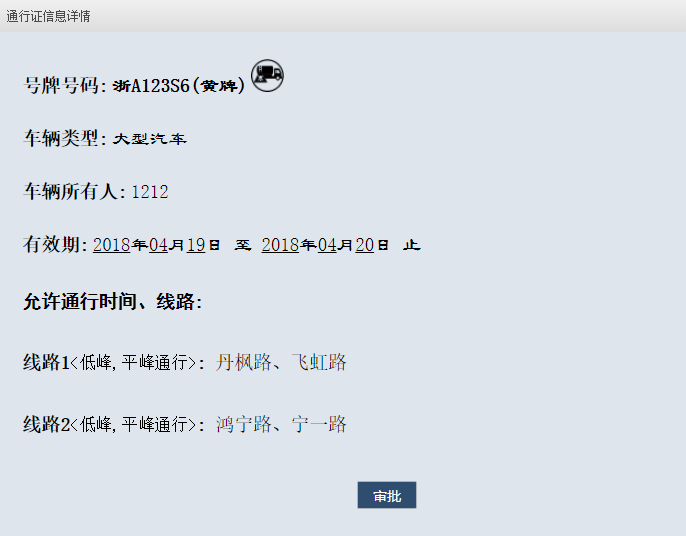 通行证信息详情
号牌号码: 浙A123S6(黄牌)
车辆类型: 大型汽车
车辆所有人: 1212
有效期: 2018年04月19日 至 2018年04月20日 止
允许通行时间、线路:
线路1<低峰,平峰通行>: 丹枫路、飞虹路
线路2<低峰,平峰通行>: 鸿宁路、宁一路
审批